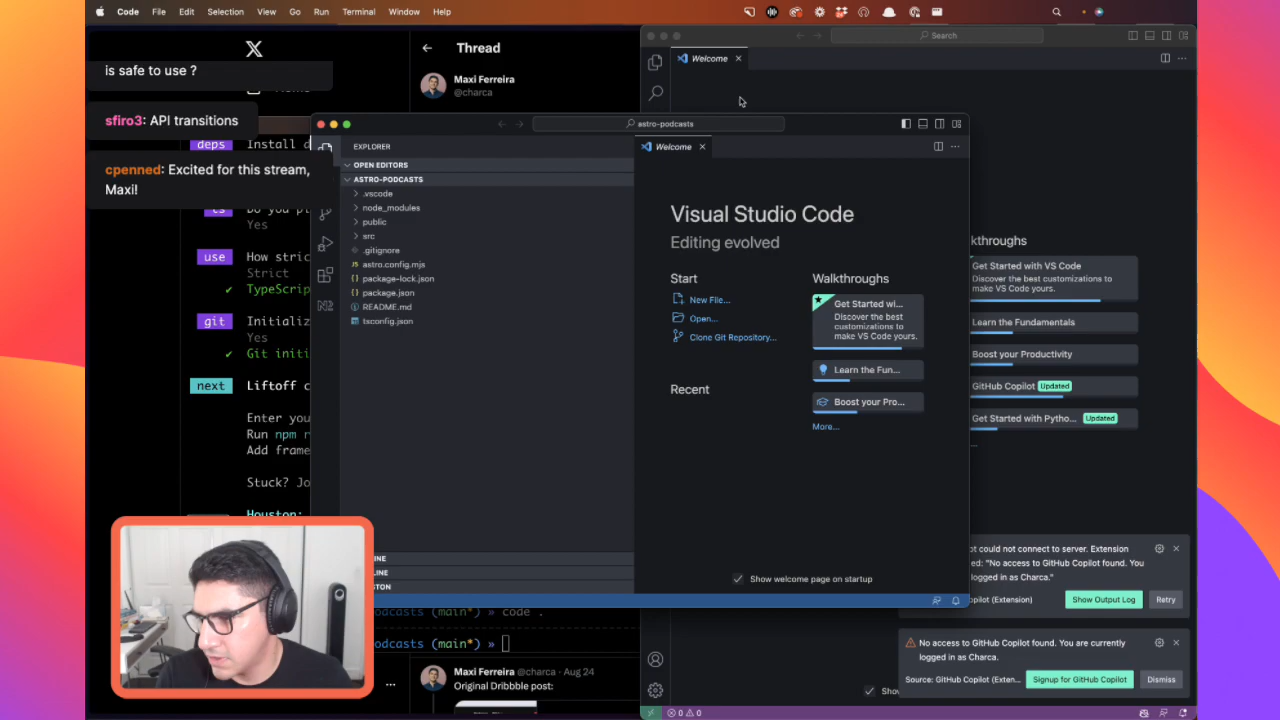 Code File Edit Selection View Go Run Terminal Window Help
is safe to use ?
sfiro3: API transitions
cpenned: Excited for this stream,
Maxi!
Thread
Maxi Ferreira
@charca
deps Install d
Yes
use How stric
Strict
✓ TypeScrip
git Initializ
Yes
✓ Git initi
next Liftoff c
Enter you
Run npm r
Add frame
Stuck? Jo
Houston:
podcasts (main*) » code .
podcasts (main*) »
Maxi Ferreira @charca · Aug 24
Original Dribbble post:
Search
Welcome
astro-podcasts
EXPLORER
OPEN EDITORS
ASTRO-PODCASTS
.vscode
node_modules
public
src
.gitignore
astro.config.mjs
package-lock.json
package.json
README.md
tsconfig.json
Welcome
Visual Studio Code
Editing evolved
Start
New File...
Open...
Clone Git Repository...
Recent
Walkthroughs
Get Started wi...
Discover the best
customizations to
make VS Code yours.
Learn the Fun...
Boost your Pro...
More...
Show welcome page on startup
kthroughs
Get Started with VS Code
Discover the best customizations to
make VS Code yours.
Learn the Fundamentals
Boost your Productivity
GitHub Copilot Updated
Get Started with Pytho... Updated
ot could not connect to server. Extension
ed: "No access to GitHub Copilot found. You
logged in as Charca."
opilot (Extension) Show Output Log Retry
No access to GitHub Copilot found. You are currently
logged in as Charca.
Source: GitHub Copilot (Exten... Signup for GitHub Copilot Dismiss
0 0